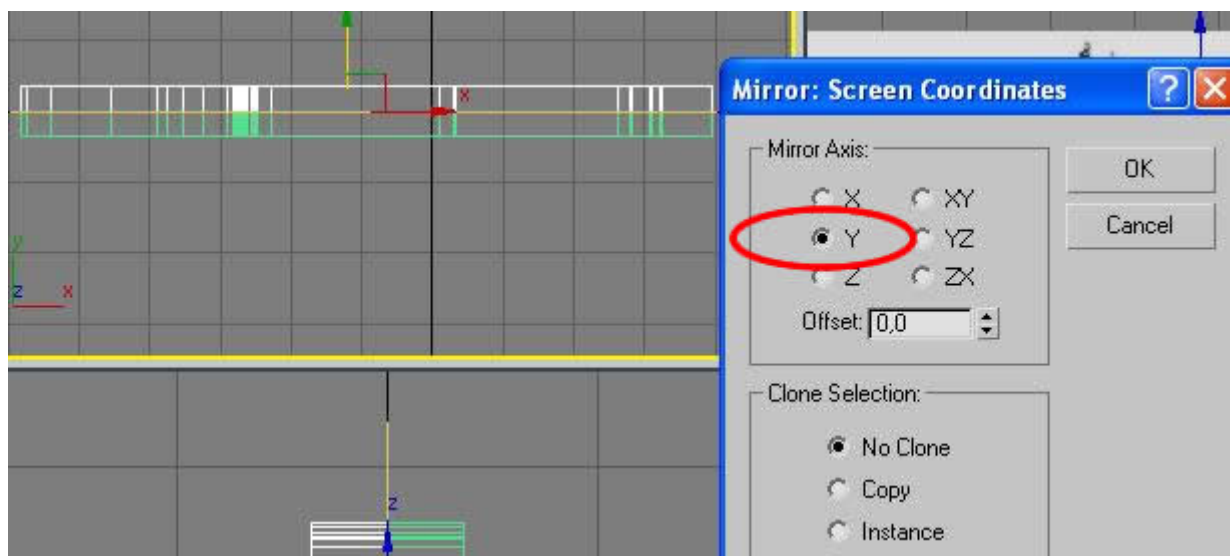 x
y
z x
z
Mirror: Screen Coordinates ?
Mirror Axis:
X XY
Y YZ
Z ZX
Offset: 0,0
OK
Cancel
Clone Selection:
No Clone
Copy
Instance